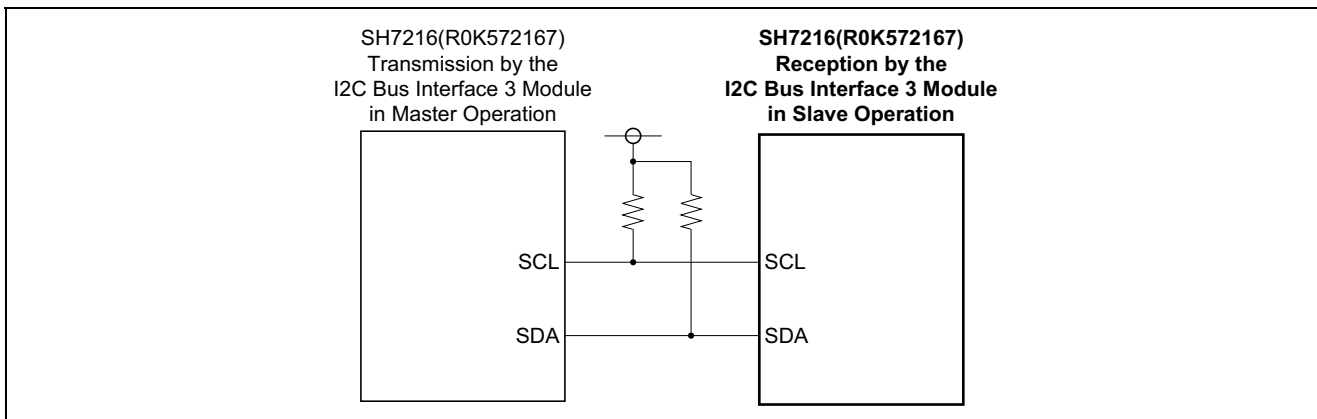 SH7216(R0K572167)
Transmission by the
I2C Bus Interface 3 Module
in Master Operation
SH7216(R0K572167)
Reception by the
I2C Bus Interface 3 Module
in Slave Operation
SCL
SCL
SDA
SDA